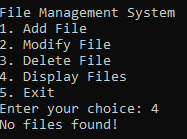 File Management System
1. Add File
2. Modify File
3. Delete File
4. Display Files
5. Exit
Enter your choice: 4
No files found!